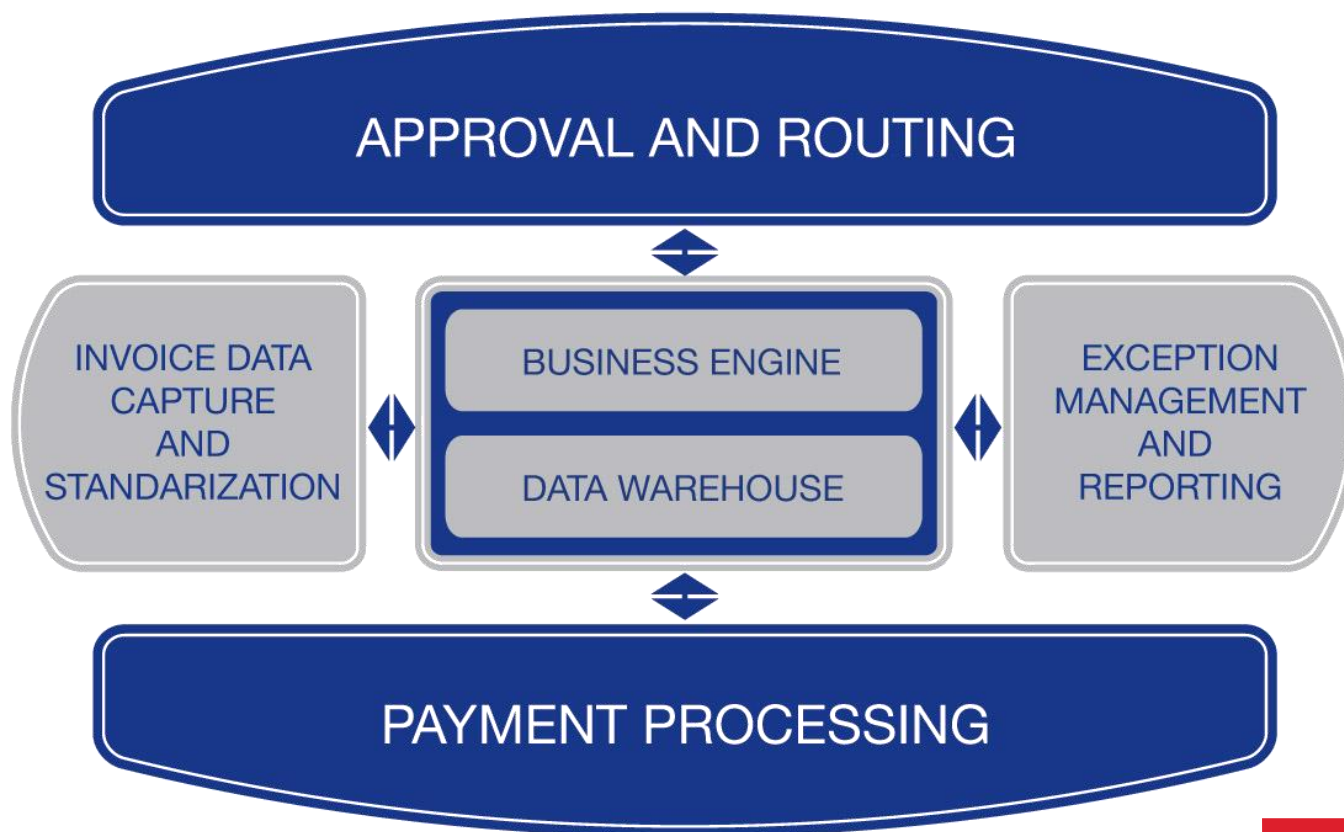 APPROVAL AND ROUTING
INVOICE DATA
CAPTURE
AND
STANDARIZATION
BUSINESS ENGINE
DATA WAREHOUSE
EXCEPTION
MANAGEMENT
AND
REPORTING
PAYMENT PROCESSING